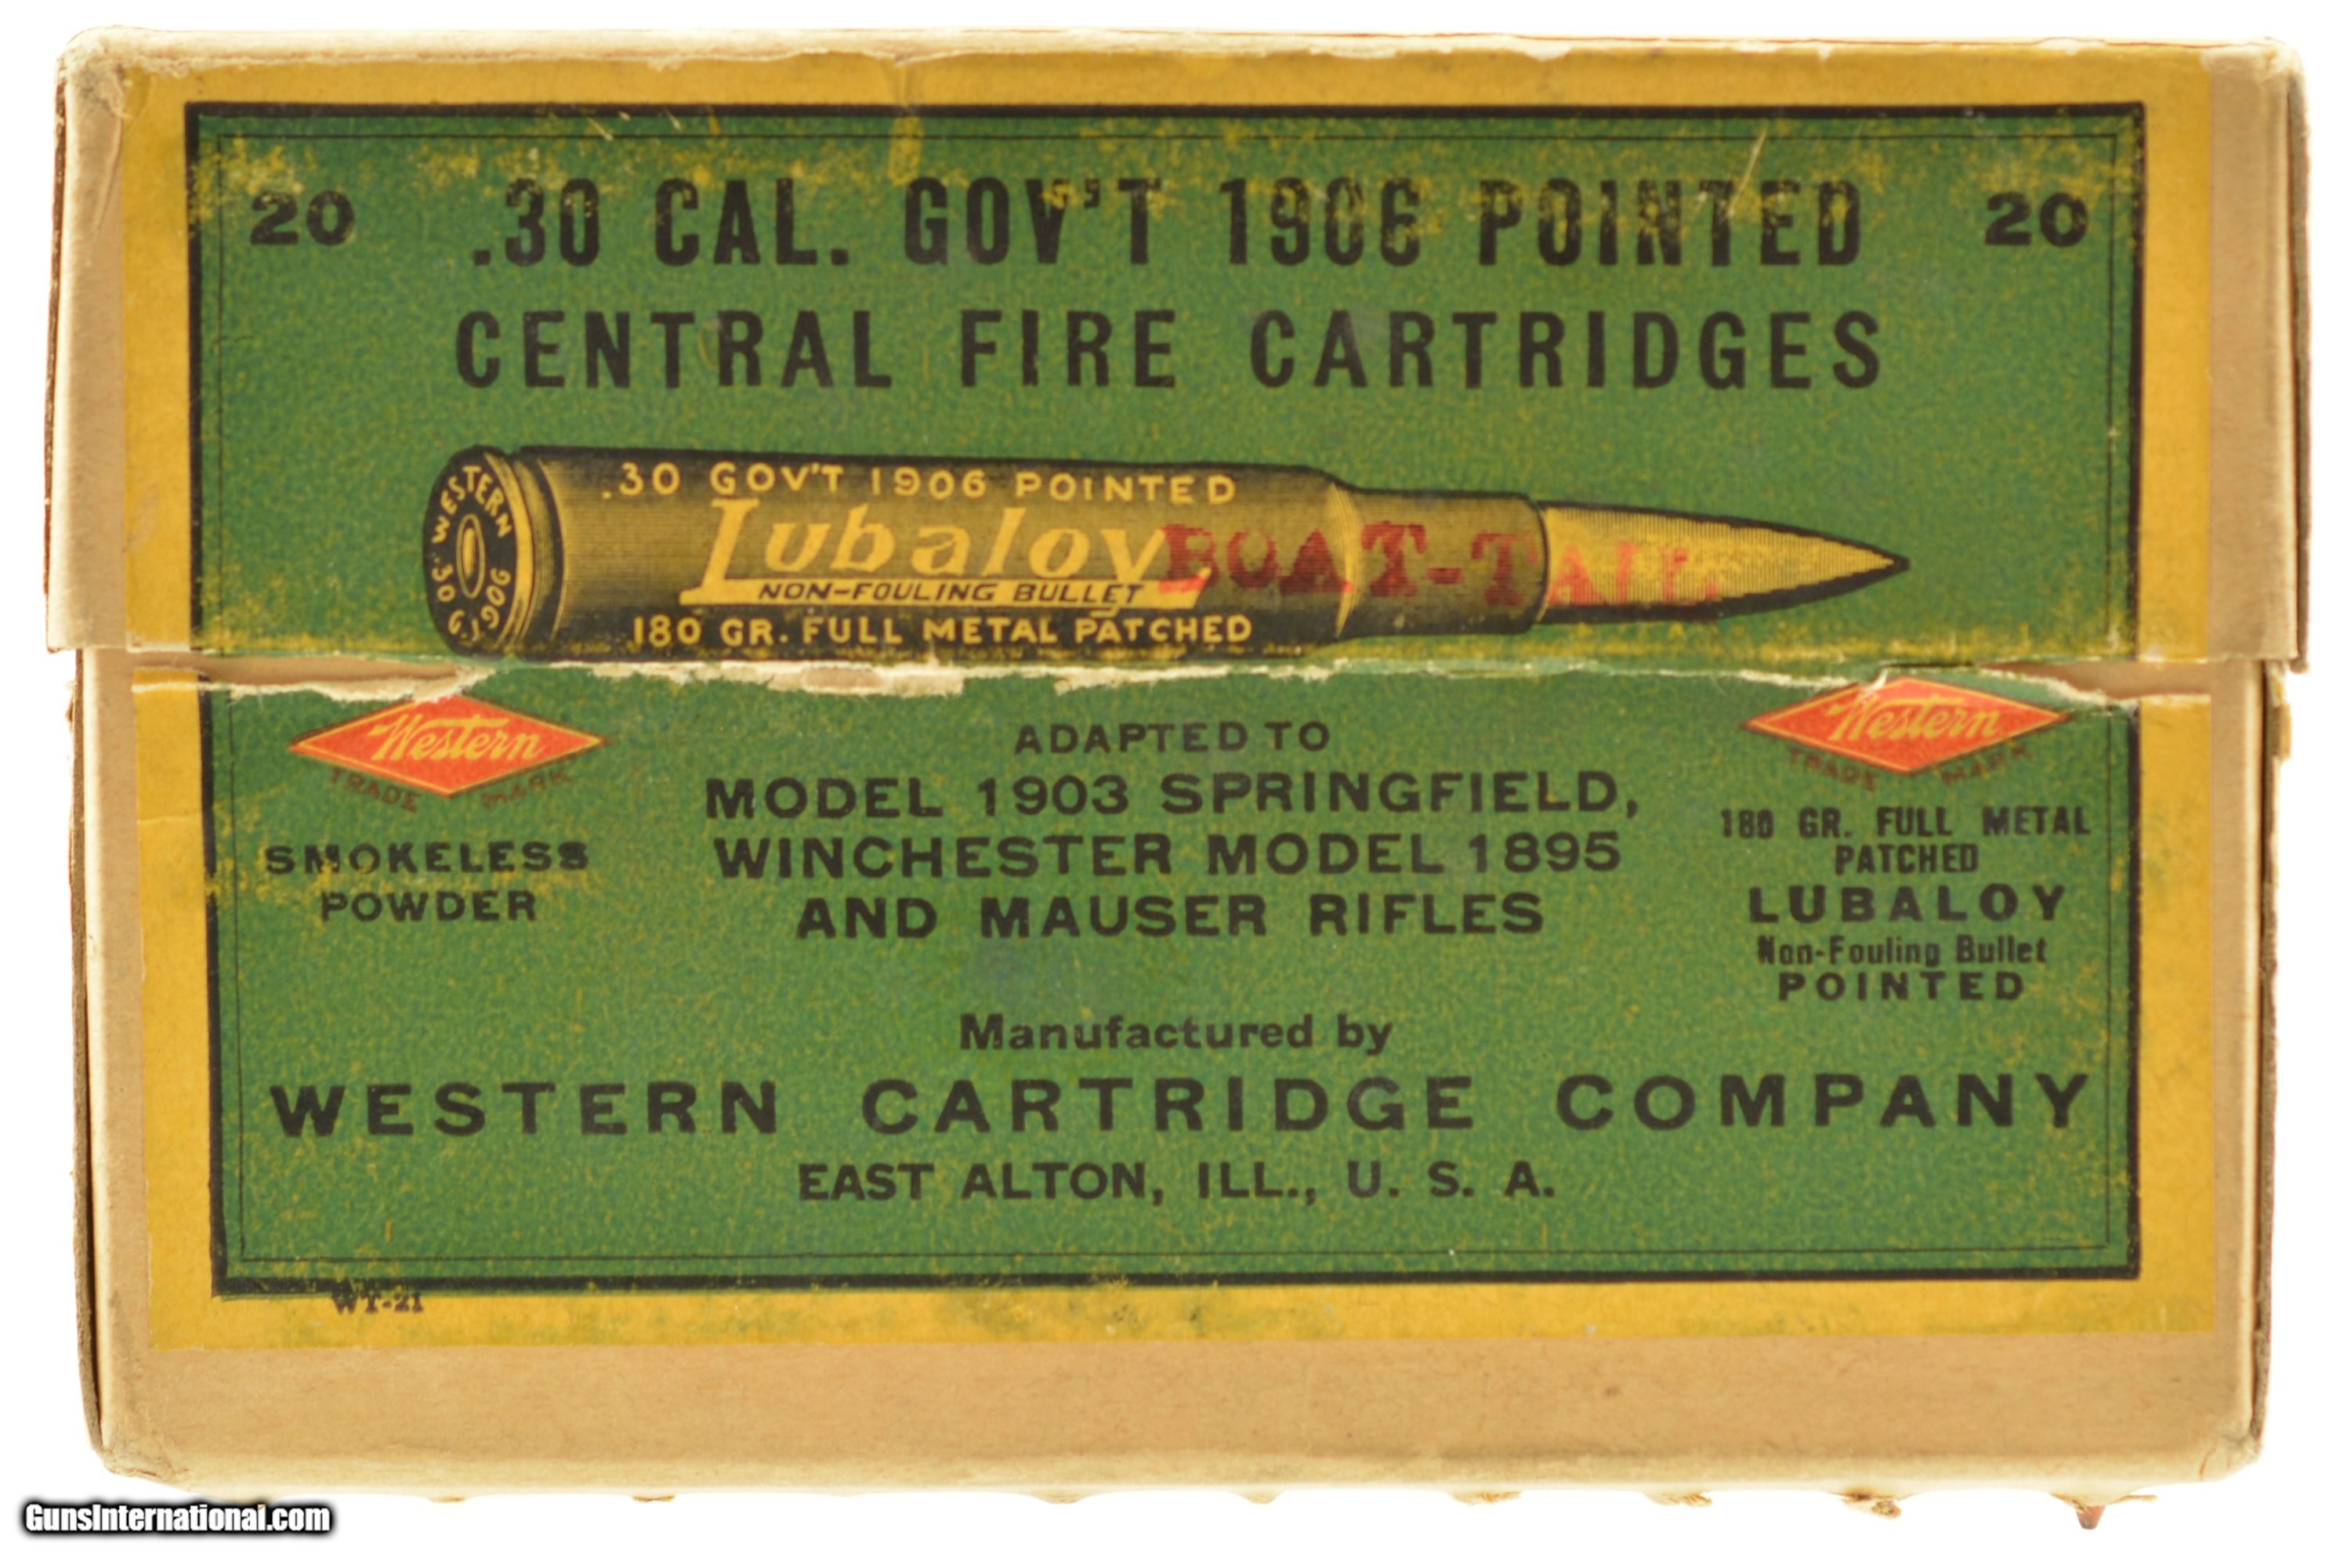 20 .30 CAL. GOV'T 1906 POINTED 20
CENTRAL FIRE CARTRIDGES
WESTERN
.30 G. 1906
.30 GOV'T 1906 POINTED
Lubaloy
NON-FOULING BULLET
180 GR. FULL METAL PATCHED
BOAT-TAIL
Western
TRADE MARK
SMOKELESS
POWDER
ADAPTED TO
MODEL 1903 SPRINGFIELD,
WINCHESTER MODEL 1895
AND MAUSER RIFLES
Western
TRADE MARK
180 GR. FULL METAL
PATCHED
LUBALOY
Non-Fouling Bullet
POINTED
Manufactured by
WESTERN CARTRIDGE COMPANY
EAST ALTON, ILL., U. S. A.
WT-21
GunsInternational.com